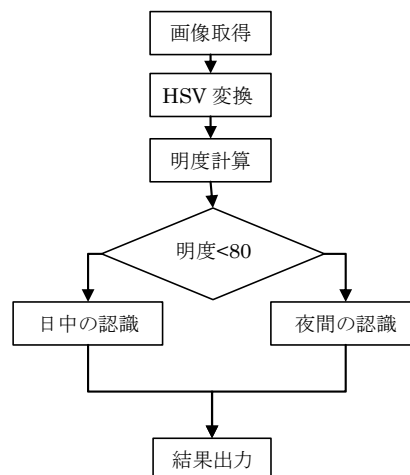 画像取得
HSV 変換
明度計算
明度<80
日中の認識
夜間の認識
結果出力